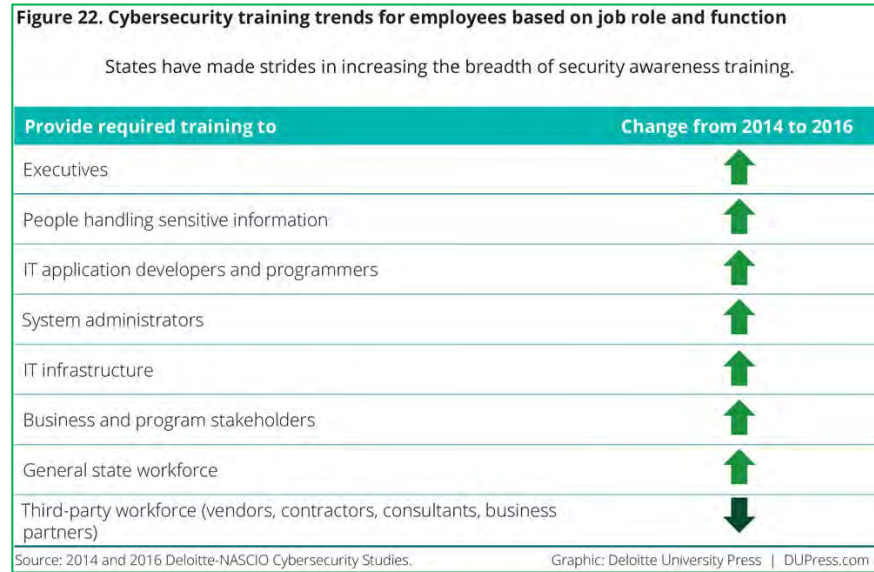 Figure 22. Cybersecurity training trends for employees based on job role and function
States have made strides in increasing the breadth of security awareness training.
Provide required training to Change from 2014 to 2016
Executives
People handling sensitive information
IT application developers and programmers
System administrators
IT infrastructure
Business and program stakeholders
General state workforce
Third-party workforce (vendors, contractors, consultants, business
partners)
Source: 2014 and 2016 Deloitte-NASCIO Cybersecurity Studies. Graphic: Deloitte University Press | DUPress.com